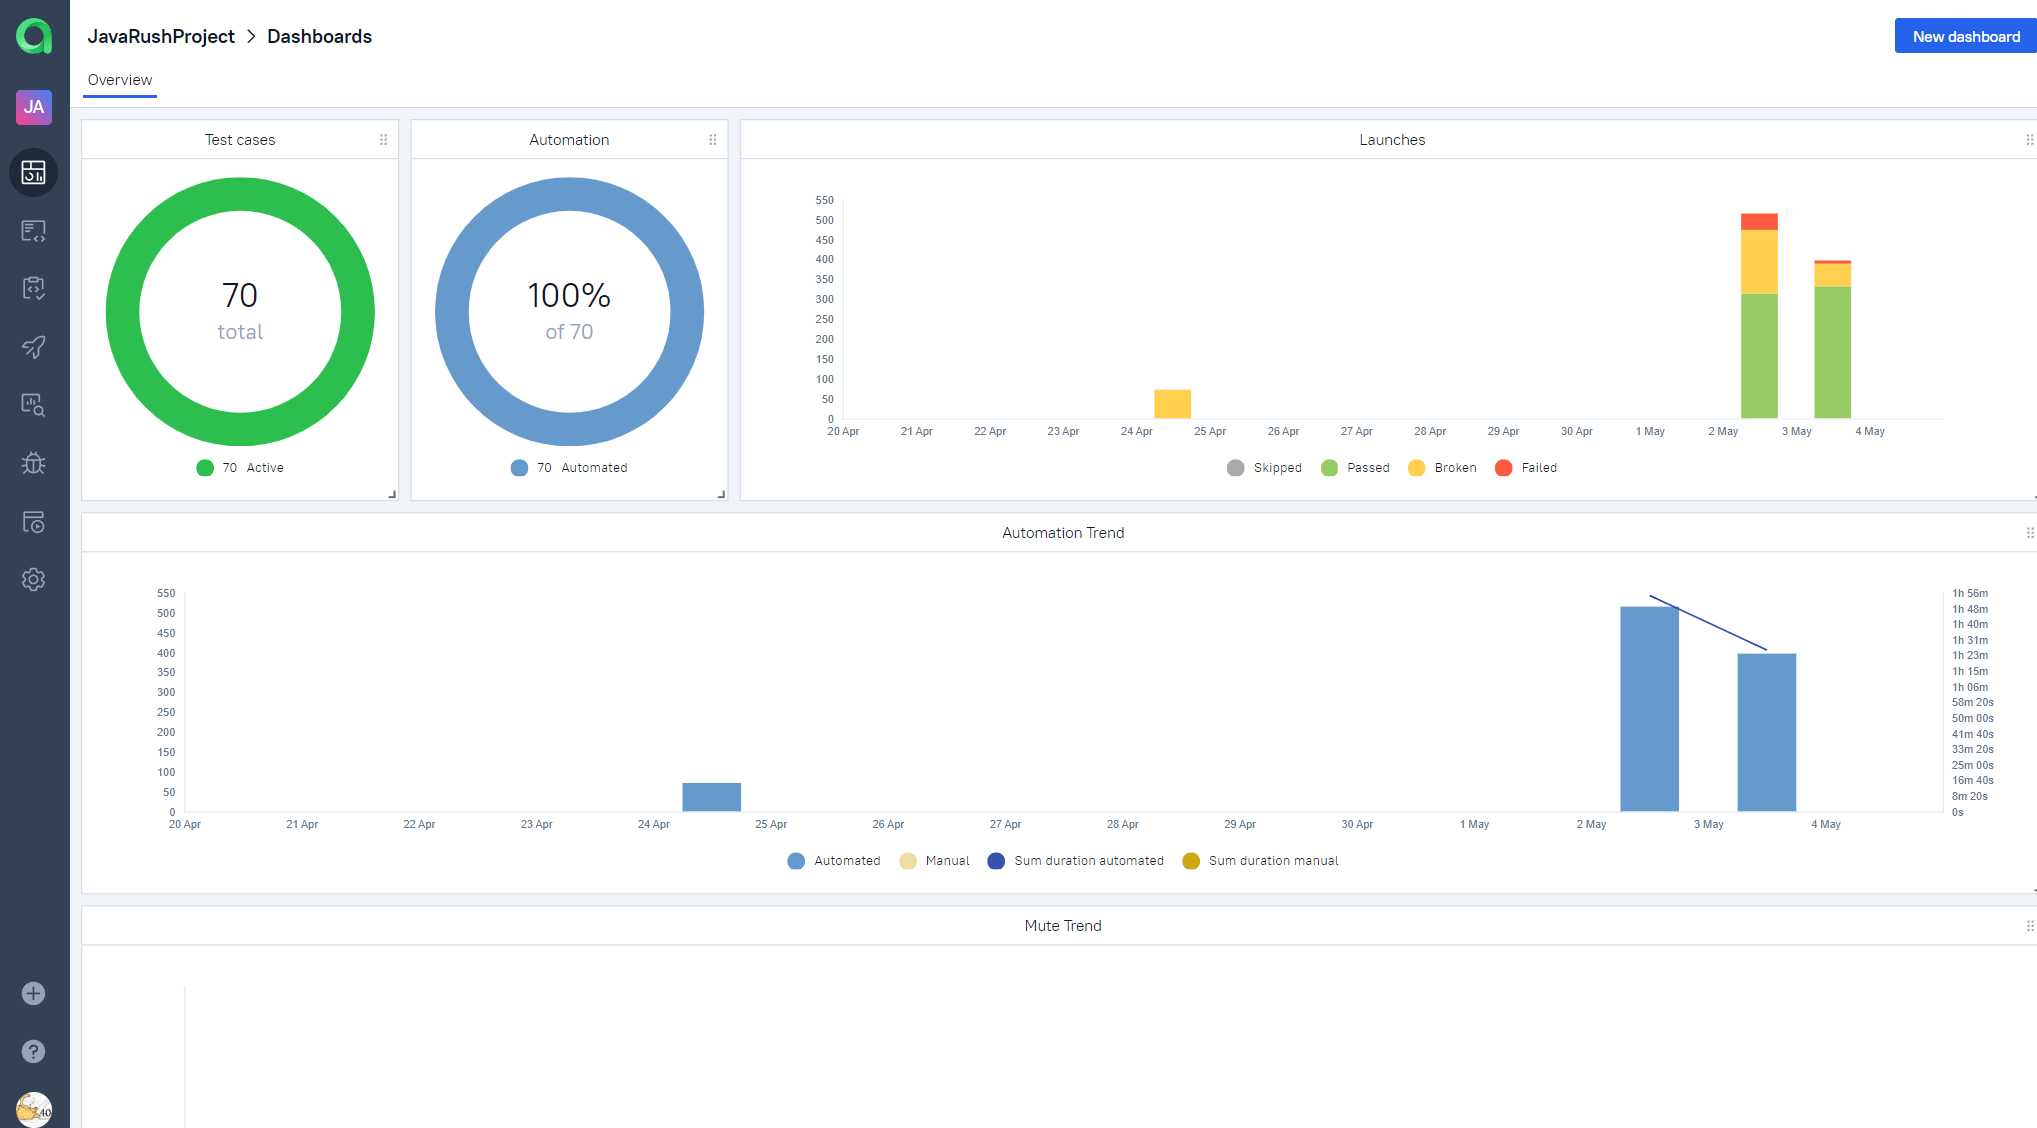 JavaRushProject > Dashboards
New dashboard
Overview
JA
Test cases
70
total
70 Active
Automation
100%
of 70
70 Automated
Launches
550
500
450
400
350
300
250
200
150
100
50
0
20 Apr 21 Apr 22 Apr 23 Apr 24 Apr 25 Apr 26 Apr 27 Apr 28 Apr 29 Apr 30 Apr 1 May 2 May 3 May 4 May
Skipped Passed Broken Failed
Automation Trend
550
500
450
400
350
300
250
200
150
100
50
0
1h 56m
1h 48m
1h 40m
1h 31m
1h 23m
1h 15m
1h 06m
58m 20s
50m 00s
41m 40s
33m 20s
25m 00s
16m 40s
8m 20s
0s
20 Apr 21 Apr 22 Apr 23 Apr 24 Apr 25 Apr 26 Apr 27 Apr 28 Apr 29 Apr 30 Apr 1 May 2 May 3 May 4 May
Automated Manual Sum duration automated Sum duration manual
Mute Trend
40